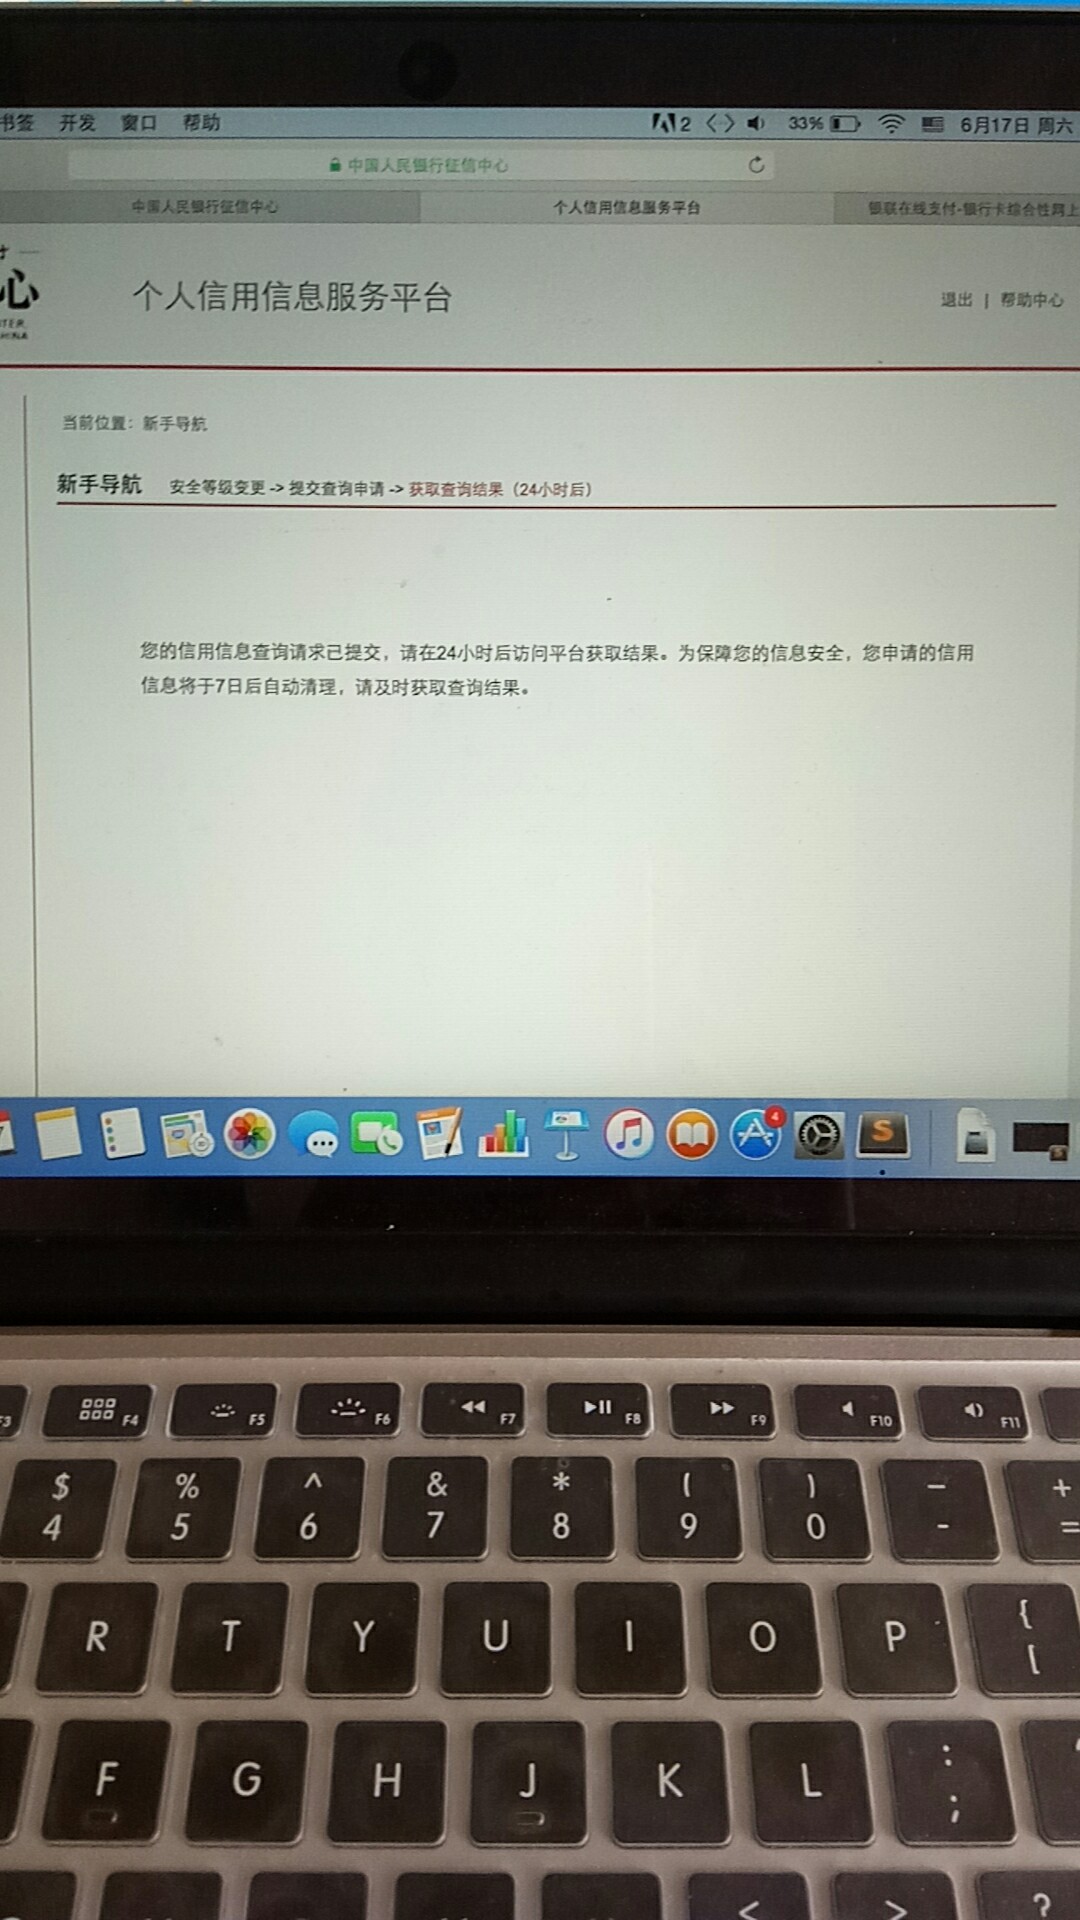 书签 开发 窗口 帮助 2 33% 6月17日 周六
中国人民银行征信中心
中国人民银行征信中心 个人信用信息服务平台 银联在线支付-银行卡综合性网上
心
个人信用信息服务平台
退出 | 帮助中心
当前位置：新手导航
新手导航 安全等级变更 -> 提交查询申请 -> 获取查询结果（24小时后）
您的信用信息查询请求已提交，请在24小时后访问平台获取结果。为保障您的信息安全，您申请的信用
信息将于7日后自动清理，请及时获取查询结果。
4
S
F3 F4 F5 F6 F7 F8 F9 F10 F11
$ % ^ & * ( ) — +
4 5 6 7 8 9 0 - =
R T Y U I O P {
[
F G H J K L :
;
< > ?